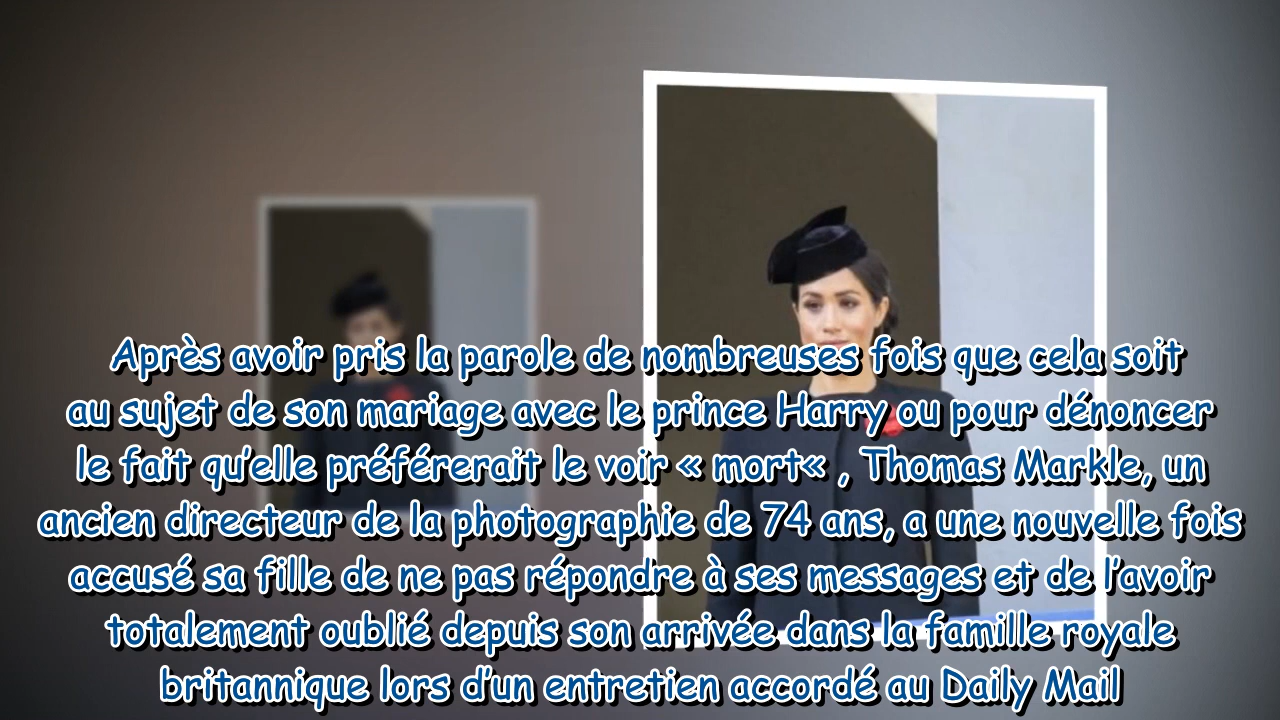 Après avoir pris la parole de nombreuses fois que cela soit
au sujet de son mariage avec le prince Harry ou pour dénoncer
le fait qu'elle préférerait le voir « mort« , Thomas Markle, un
ancien directeur de la photographie de 74 ans, a une nouvelle fois
accusé sa fille de ne pas répondre à ses messages et de l'avoir
totalement oublié depuis son arrivée dans la famille royale
britannique lors d'un entretien accordé au Daily Mail